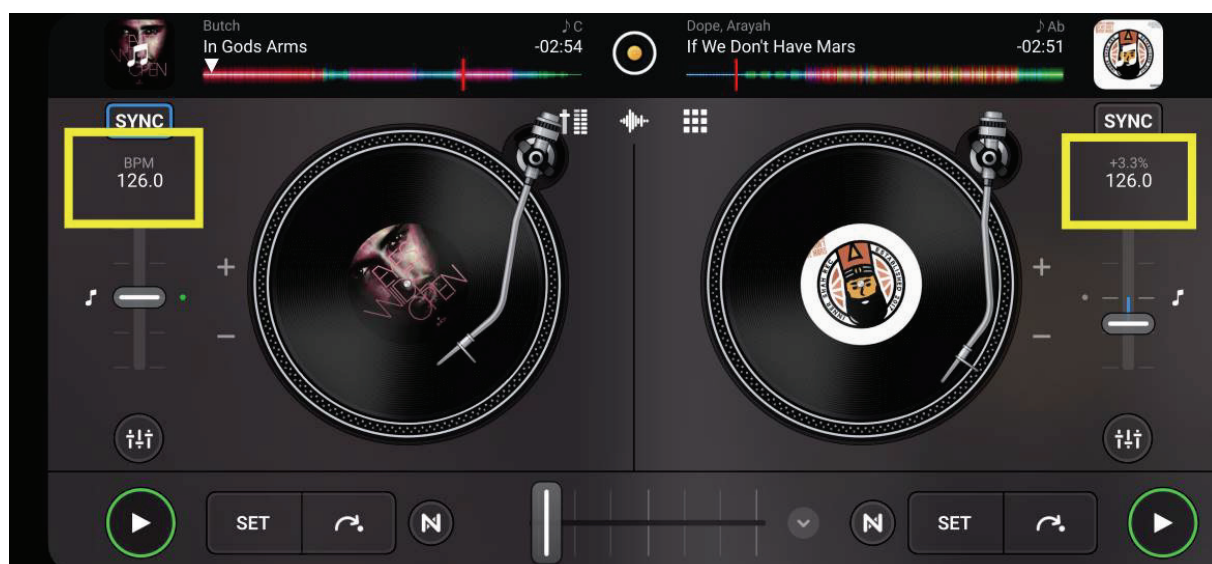 Butch
In Gods Arms
C
-02:54
Dope, Arayah
If We Don't Have Mars
Ab
-02:51
SYNC
BPM
126.0
SYNC
+3.3%
126.0
SET
SET